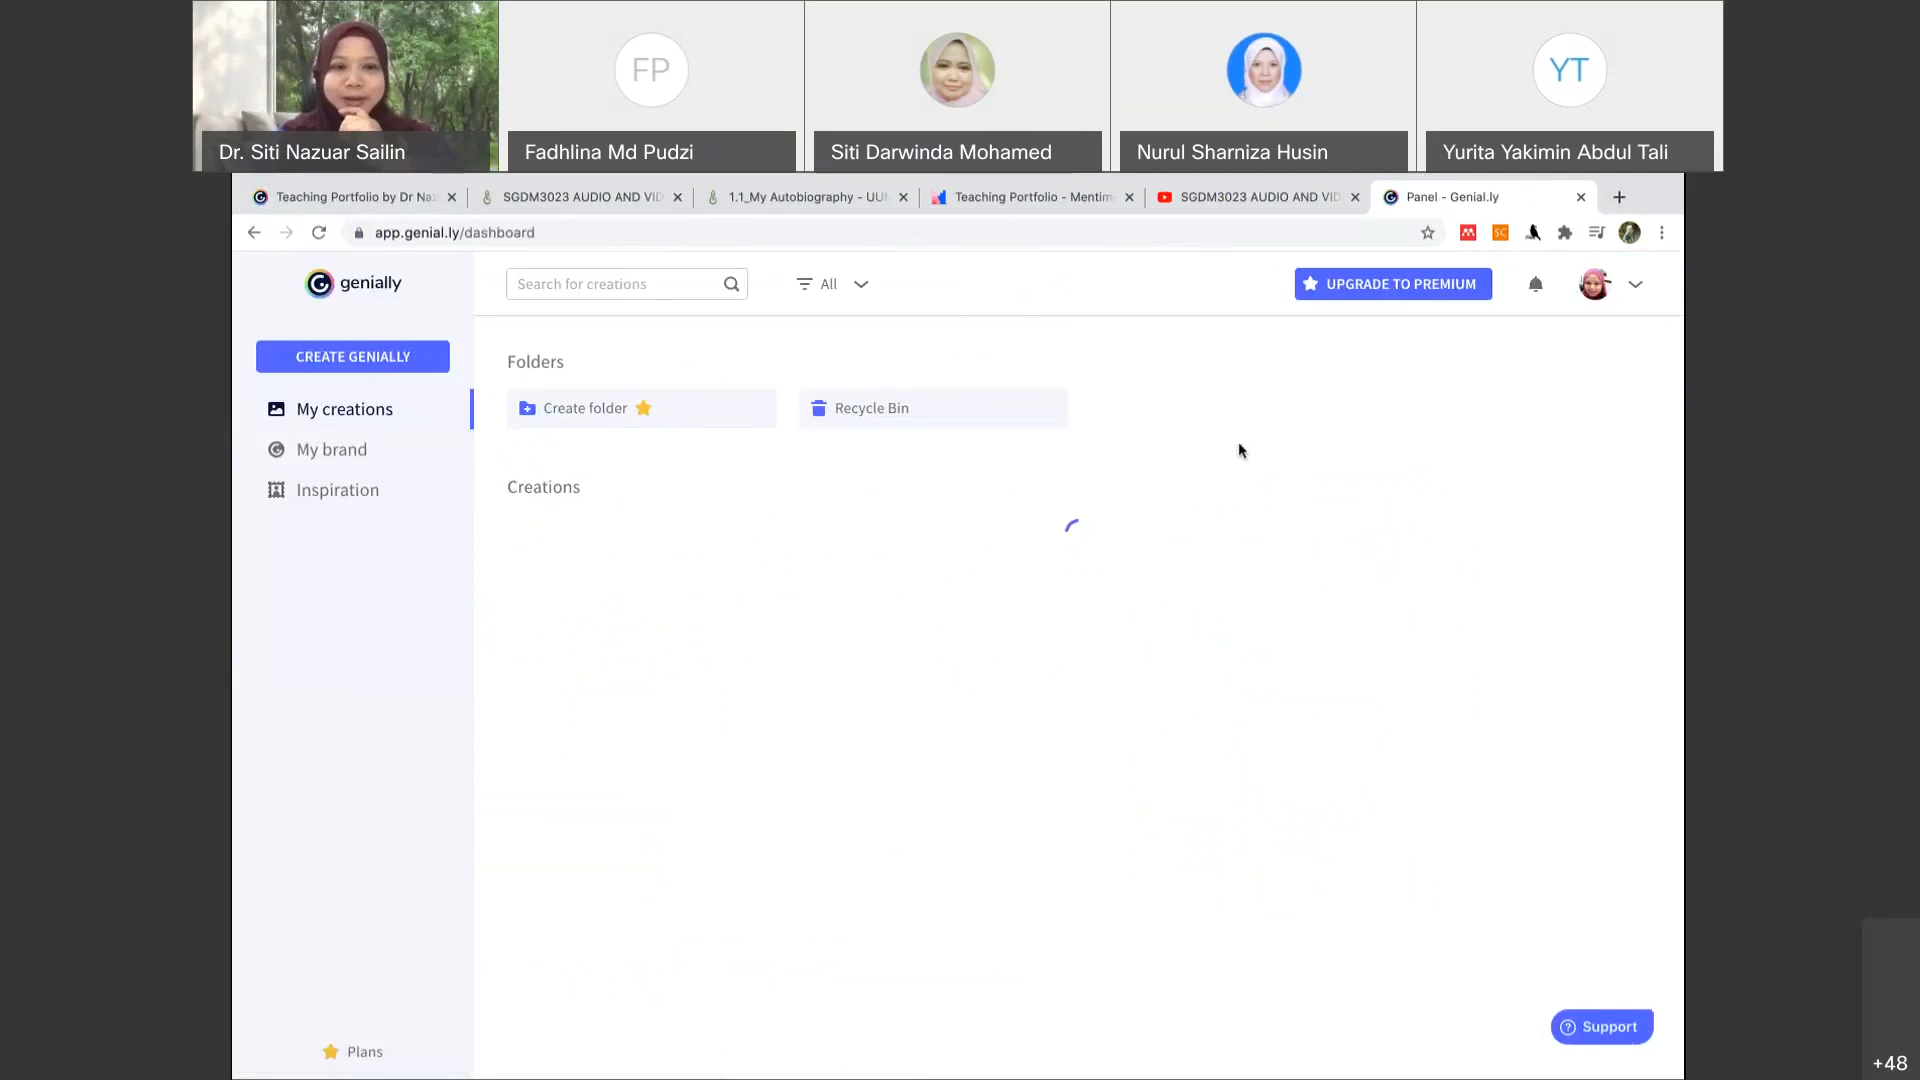 FP
YT
Dr. Siti Nazuar Sailin
Fadhlina Md Pudzi
Siti Darwinda Mohamed
Nurul Sharniza Husin
Yurita Yakimin Abdul Tali
Teaching Portfolio by Dr Na
SGDM3023 AUDIO AND VID
1.1_My Autobiography - UU
Teaching Portfolio - Mentim
SGDM3023 AUDIO AND VID
Panel - Genial.ly
app.genial.ly/dashboard
SC
genially
Search for creations
All
UPGRADE TO PREMIUM
CREATE GENIALLY
My creations
My brand
Inspiration
Folders
Create folder
Recycle Bin
Creations
Plans
Support
+48